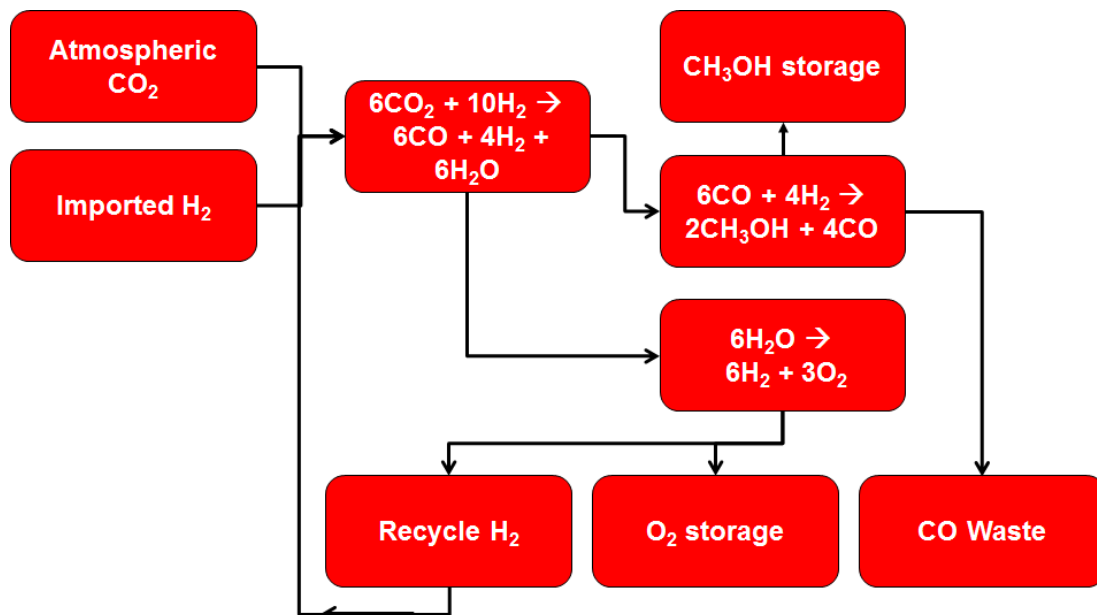 Atmospheric
CO₂
Imported H₂
6CO₂ + 10H₂ →
6CO + 4H₂ +
6H₂O
CH₃OH storage
6CO + 4H₂ →
2CH₃OH + 4CO
6H₂O →
6H₂ + 3O₂
Recycle H₂
O₂ storage
CO Waste